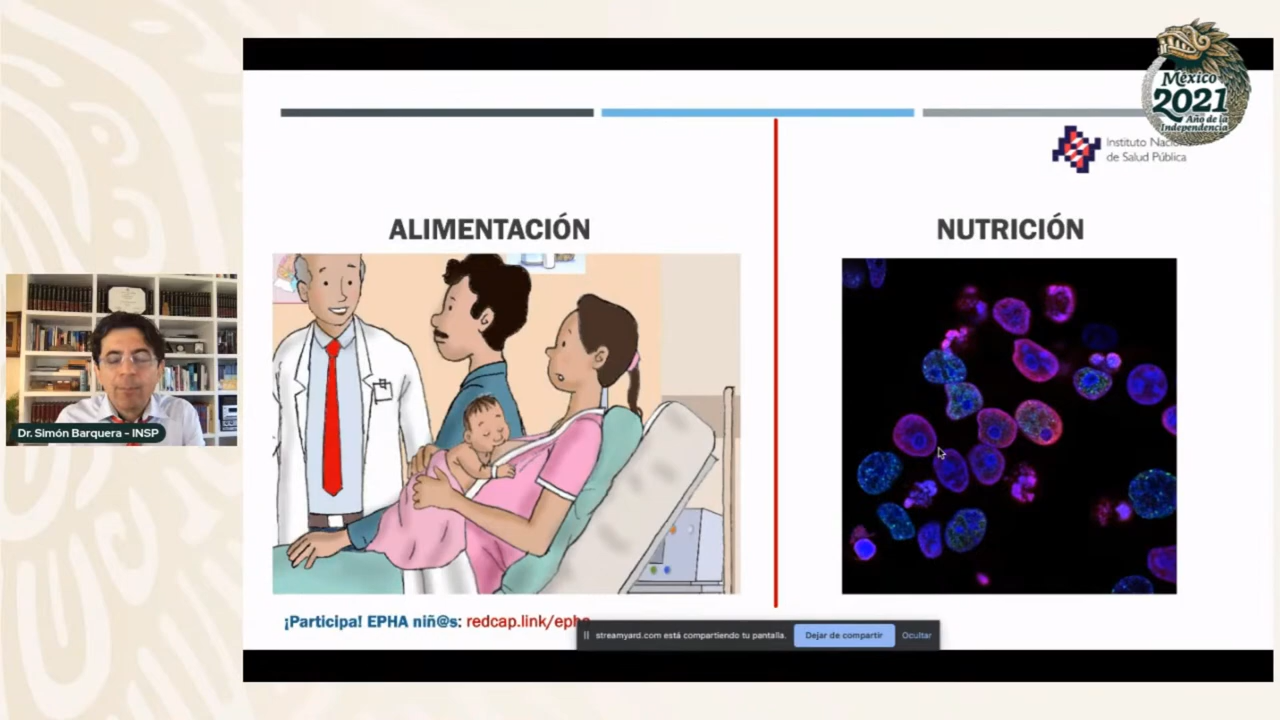 México
2021
Año de la
Independencia
Instituto
de Salud Pública
ALIMENTACIÓN
NUTRICIÓN
Dr. Simón Barquera - INSP
¡Participa! EPHA niñ@s: redcap.link/epha
streamyard.com está compartiendo tu pantalla.
Dejar de compartir
Ocultar